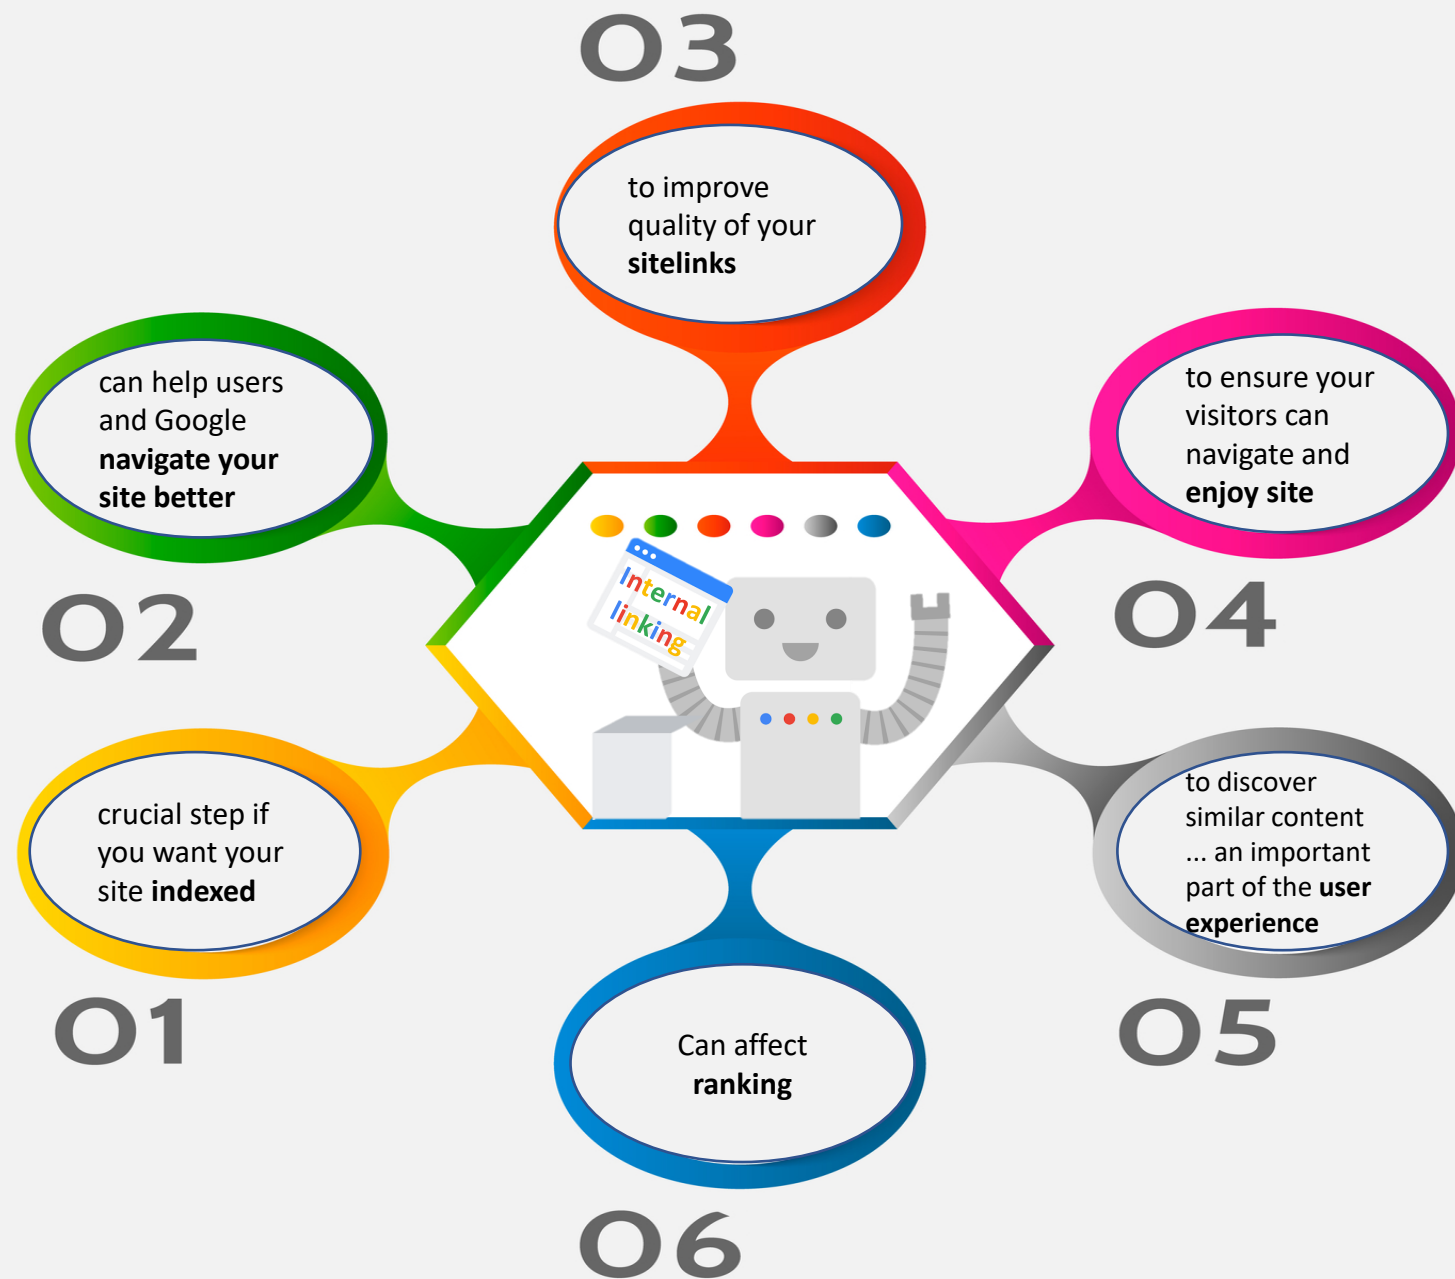 03
to improve
quality of your
sitelinks
can help users
and Google
navigate your
site better
02
to ensure your
visitors can
navigate and
enjoy site
04
Internal
linking
crucial step if
you want your
site indexed
01
to discover
similar content
... an important
part of the user
experience
05
Can affect
ranking
06